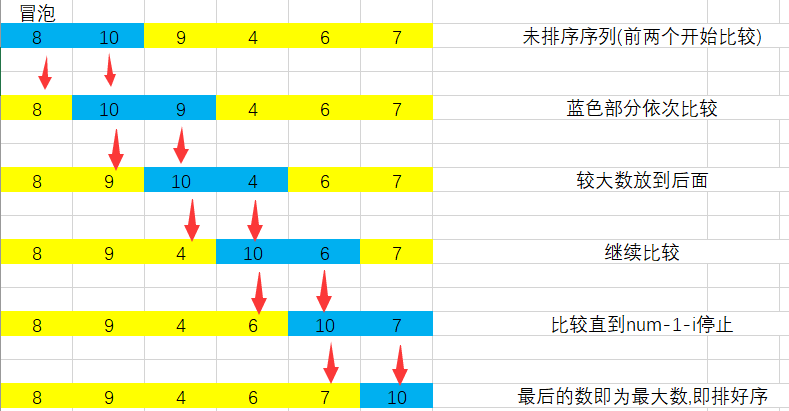 冒泡
8 10 9 4 6 7 未排序序列(前两个开始比较)
8 10 9 4 6 7 蓝色部分依次比较
8 9 10 4 6 7 较大数放到后面
8 9 4 10 6 7 继续比较
8 9 4 6 10 7 比较直到num-1-i停止
8 9 4 6 7 10 最后的数即为最大数,即排好序